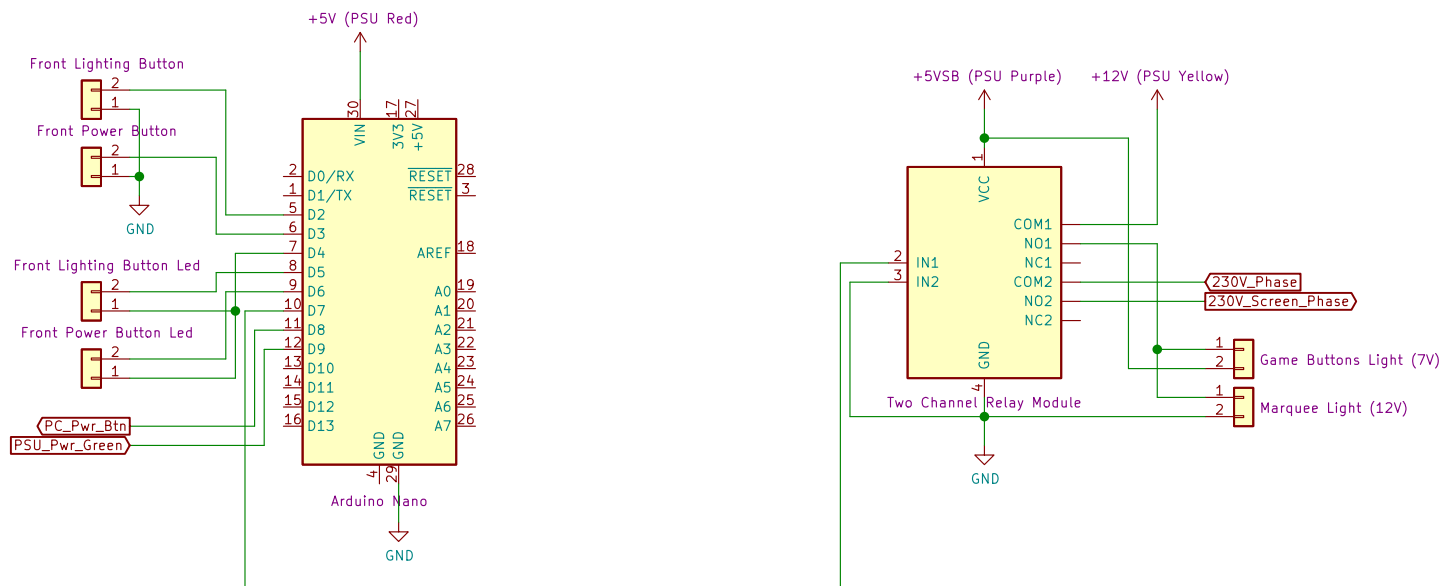 +5V (PSU Red)
Front Lighting Button
2
1
Front Power Button
2
1
GND
Front Lighting Button Led
2
1
Front Power Button Led
2
1
PC_Pwr_Btn
PSU_Pwr_Green
30
17
27
VIN
3V3
+5V
2 D0/RX
1 D1/TX
5 D2
6 D3
7 D4
8 D5
9 D6
10 D7
11 D8
12 D9
13 D10
14 D11
15 D12
16 D13
RESET 28
RESET 3
AREF 18
A0 19
A1 20
A2 21
A3 22
A4 23
A5 24
A6 25
A7 26
GND
GND
4
29
Arduino Nano
GND
+5VSB (PSU Purple)
+12V (PSU Yellow)
1
VCC
COM1
NO1
NC1
COM2
NO2
NC2
2 IN1
3 IN2
GND
4
Two Channel Relay Module
GND
230V_Phase
230V_Screen_Phase
1
2
Game Buttons Light (7V)
1
2
Marquee Light (12V)